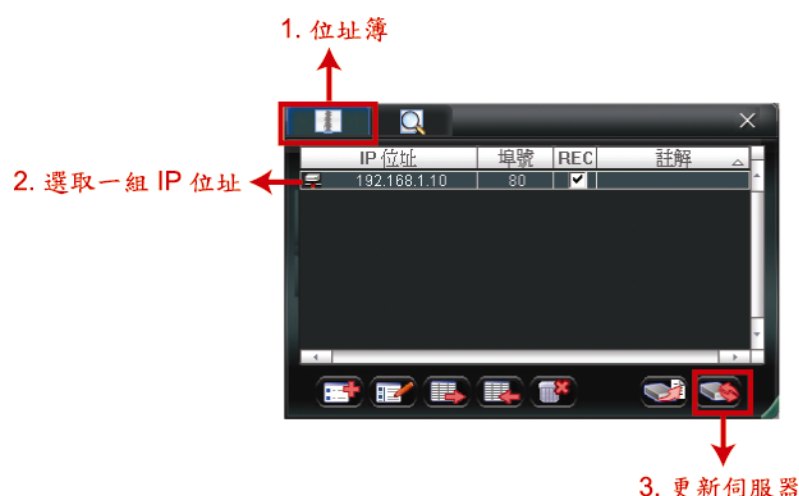 1. 位址簿
IP 位址 埠號 REC 註解
2. 選取一組 IP 位址
192.168.1.10 80
3. 更新伺服器